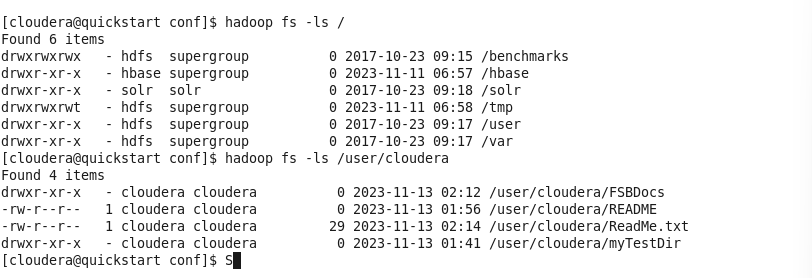 [cloudera@quickstart conf]$ hadoop fs -ls /
Found 6 items
drwxrwxrwx   - hdfs  supergroup          0 2017-10-23 09:15 /benchmarks
drwxr-xr-x   - hbase supergroup          0 2023-11-11 06:57 /hbase
drwxr-xr-x   - solr  solr                0 2017-10-23 09:18 /solr
drwxrwxrwt   - hdfs  supergroup          0 2023-11-11 06:58 /tmp
drwxr-xr-x   - hdfs  supergroup          0 2017-10-23 09:17 /user
drwxr-xr-x   - hdfs  supergroup          0 2017-10-23 09:17 /var
[cloudera@quickstart conf]$ hadoop fs -ls /user/cloudera
Found 4 items
drwxr-xr-x   - cloudera cloudera          0 2023-11-13 02:12 /user/cloudera/FSBDocs
-rw-r--r--   1 cloudera cloudera          0 2023-11-13 01:56 /user/cloudera/README
-rw-r--r--   1 cloudera cloudera         29 2023-11-13 02:14 /user/cloudera/ReadMe.txt
drwxr-xr-x   - cloudera cloudera          0 2023-11-13 01:41 /user/cloudera/myTestDir
[cloudera@quickstart conf]$ S